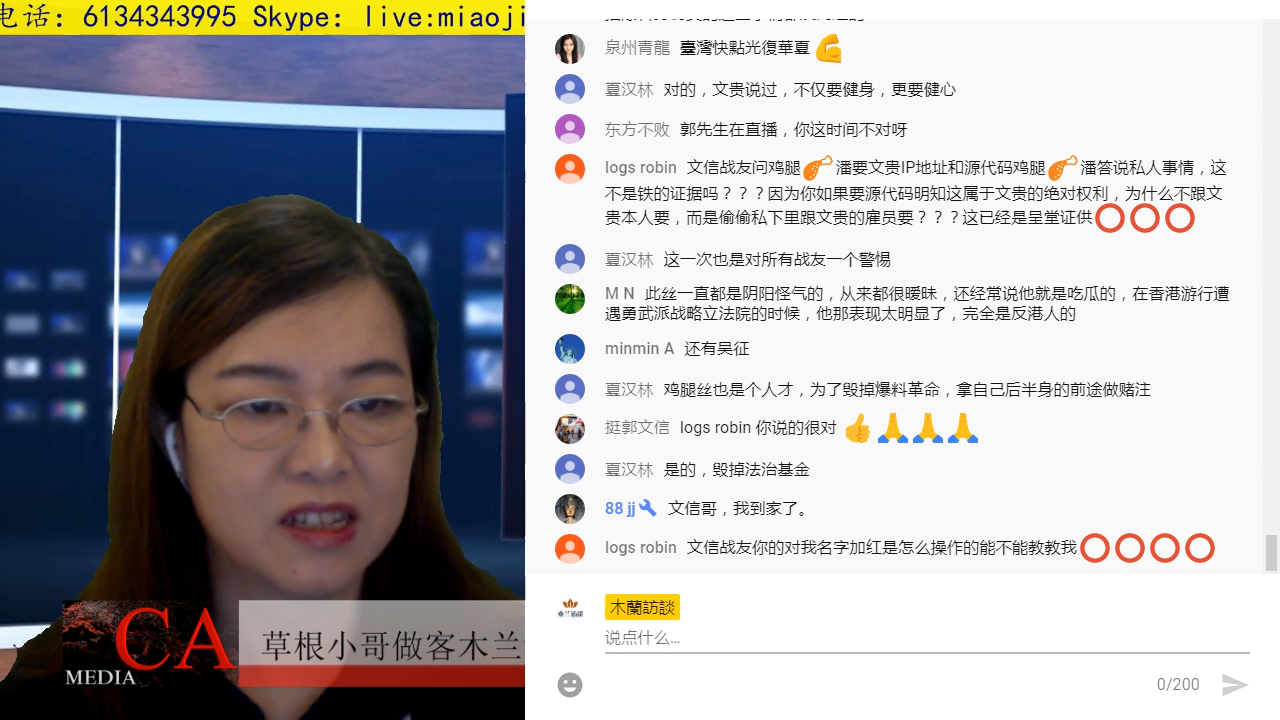 电话：6134343995 Skype: live:miaoji
CA
MEDIA
草根小哥做客木兰
泉州青龍 臺灣快點光復華夏
夏汉林 对的，文贵说过，不仅要健身，更要健心
东方不败 郭先生在直播，你这时间不对呀
logs robin 文信战友问鸡腿🍗潘要文贵IP地址和源代码鸡腿🍗潘答说私人事情，这
不是铁的证据吗？？？因为你如果要源代码明知这属于文贵的绝对权利，为什么不跟文
贵本人要，而是偷偷私下里跟文贵的雇员要？？？这已经是呈堂证供⭕⭕⭕
夏汉林 这一次也是对所有战友一个警惕
M N 此丝一直都是阴阳怪气的，从来都很暧昧，还经常说他就是吃瓜的，在香港游行遭
遇勇武派战略立法院的时候，他那表现太明显了，完全是反港人的
minmin A 还有吴征
夏汉林 鸡腿丝也是个人才，为了毁掉爆料革命，拿自己后半身的前途做赌注
挺郭文信 logs robin 你说的很对 👍🙏🙏🙏
夏汉林 是的，毁掉法治基金
88 jj 文信哥，我到家了。
logs robin 文信战友你的对我名字加红是怎么操作的能不能教教我⭕⭕⭕⭕
木蘭訪談
说点什么...
0/200